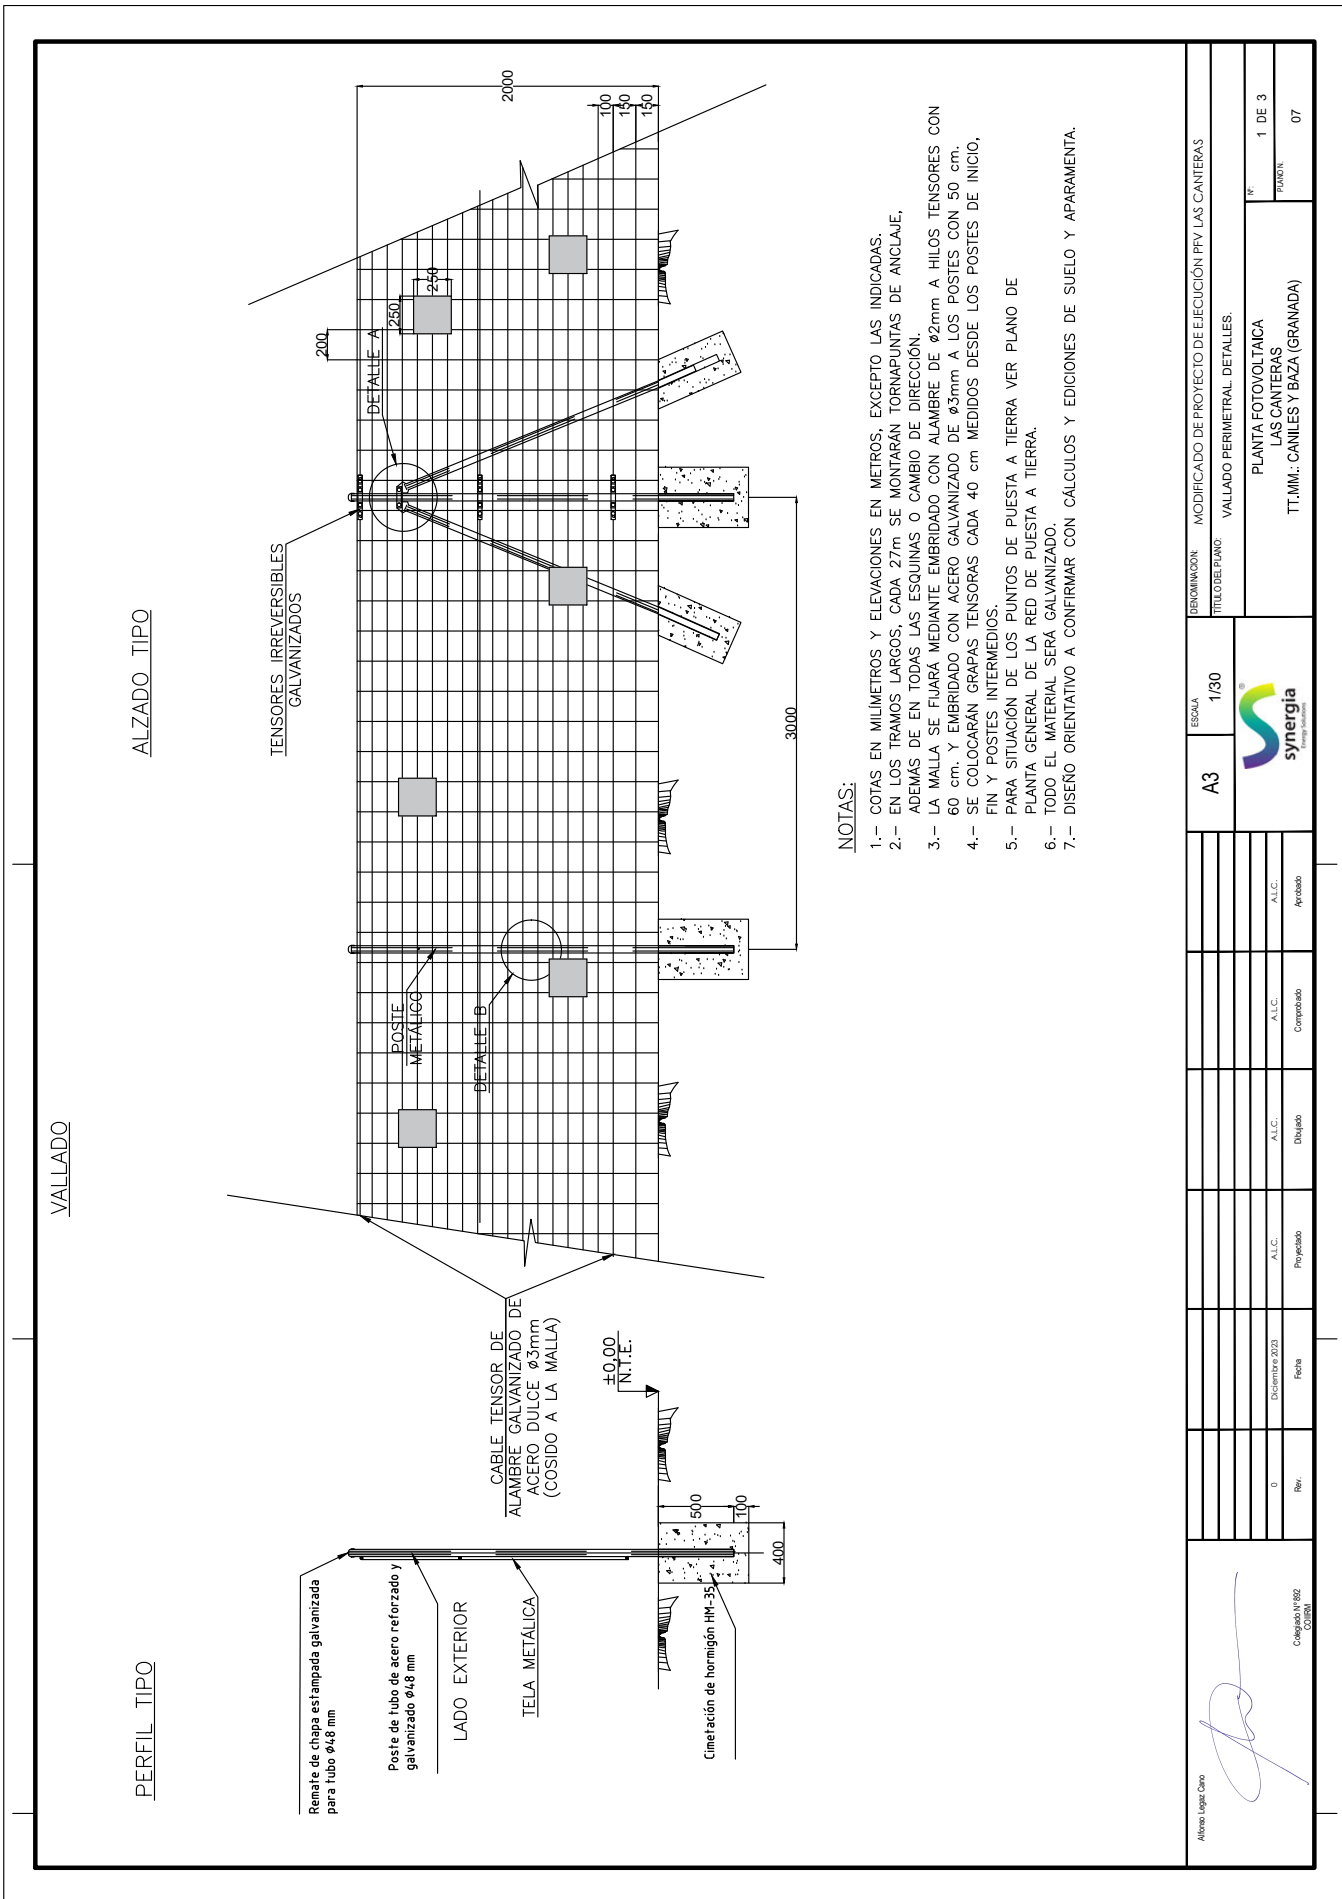 VALLADO
PERFIL TIPO
ALZADO TIPO
Remate de chapa estampada galvanizada
para tubo Ø48 mm
Poste de tubo de acero reforzado y
galvanizado Ø48 mm
LADO EXTERIOR
TELA METÁLICA
Cimetación de hormigón HM-35
500
100
400
±0,00
N.T.E.
CABLE TENSOR DE
ALAMBRE GALVANIZADO DE
ACERO DULCE Ø3mm
(COSIDO A LA MALLA)
POSTE
METÁLICO
DETALLE B
TENSORES IRREVERSIBLES
GALVANIZADOS
DETALLE A
200
250
250
2000
100
150
150
3000
NOTAS:
1.- COTAS EN MILÍMETROS Y ELEVACIONES EN METROS, EXCEPTO LAS INDICADAS.
2.- EN LOS TRAMOS LARGOS, CADA 27m SE MONTARÁN TORNAPUNTAS DE ANCLAJE,
ADEMÁS DE EN TODAS LAS ESQUINAS O CAMBIO DE DIRECCIÓN.
3.- LA MALLA SE FIJARÁ MEDIANTE EMBRIDADO CON ALAMBRE DE Ø2mm A HILOS TENSORES CON
60 cm. Y EMBRIDADO CON ACERO GALVANIZADO DE Ø3mm A LOS POSTES CON 50 cm.
4.- SE COLOCARÁN GRAPAS TENSORAS CADA 40 cm MEDIDOS DESDE LOS POSTES DE INICIO,
FIN Y POSTES INTERMEDIOS.
5.- PARA SITUACIÓN DE LOS PUNTOS DE PUESTA A TIERRA VER PLANO DE
PLANTA GENERAL DE LA RED DE PUESTA A TIERRA.
6.- TODO EL MATERIAL SERÁ GALVANIZADO.
7.- DISEÑO ORIENTATIVO A CONFIRMAR CON CÁLCULOS Y EDICIONES DE SUELO Y APARAMENTA.
Alfonso Legaz Cano
Colegiado Nº 892
COIIRM
0
Diciembre 2023
A.L.C.
A.L.C.
A.L.C.
A.L.C.
Rev.
Fecha
Proyectado
Dibujado
Comprobado
Aprobado
A3
ESCALA
1/30
synergia
Energy Solutions
®
DENOMINACION:
MODIFICADO DE PROYECTO DE EJECUCIÓN PFV LAS CANTERAS
TÍTULO DEL PLANO:
VALLADO PERIMETRAL. DETALLES.
PLANTA FOTOVOLTAICA
LAS CANTERAS
TT.MM.: CANILES Y BAZA (GRANADA)
Nº:
1 DE 3
PLANO N.
07